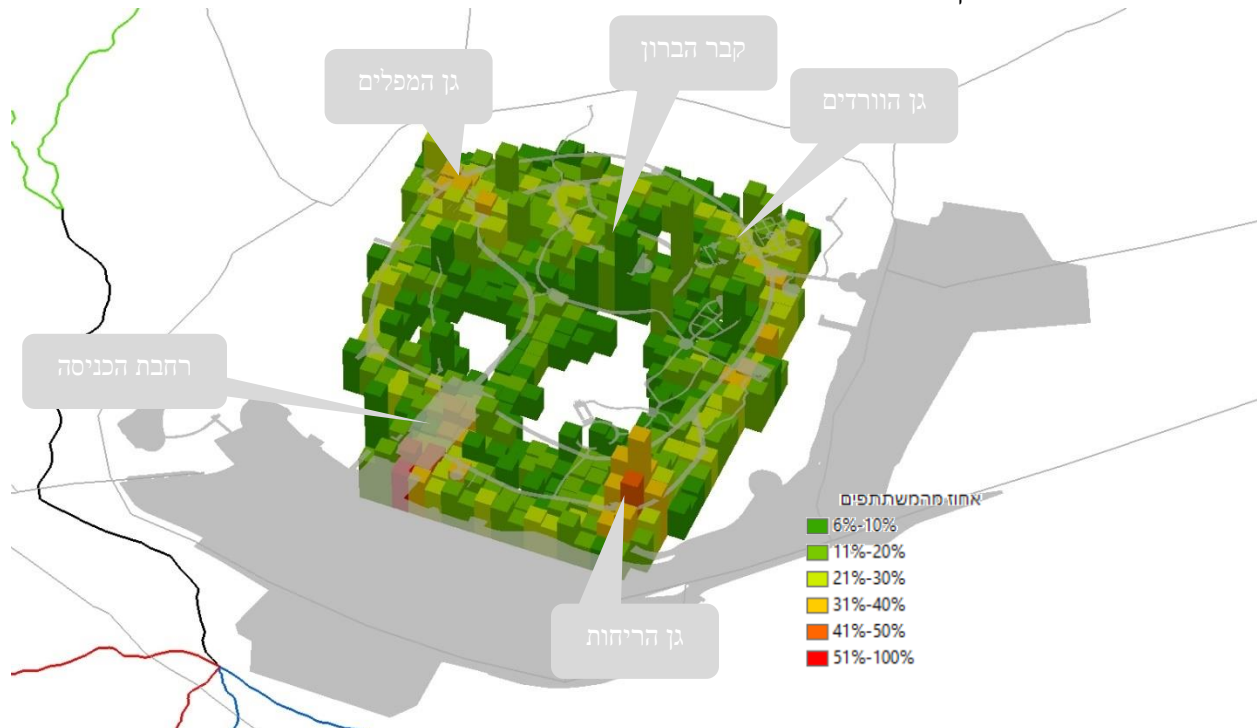 קבר הברון
גן המפלים
גן הוורדים
רחבת הכניסה
אחוז מהמשתתפים
6%-10%
11%-20%
21%-30%
31%-40%
41%-50%
51%-100%
גן הריחות